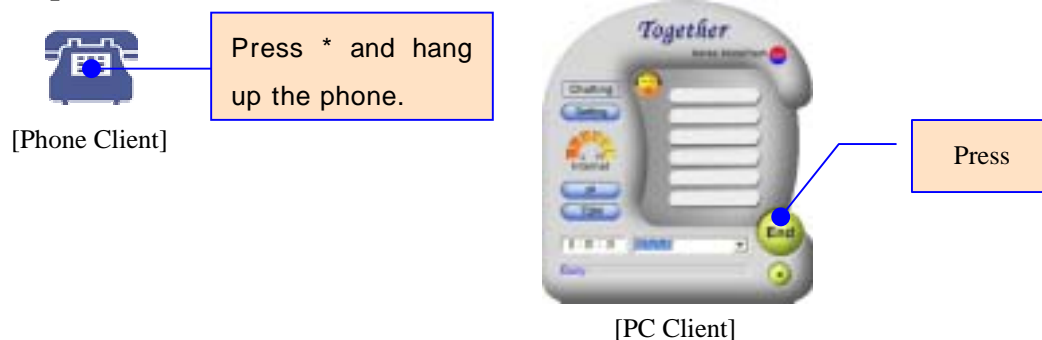 Press * and hang
up the phone.
[Phone Client]
Together
Chatting
Setting
Internet
End
Press
[PC Client]